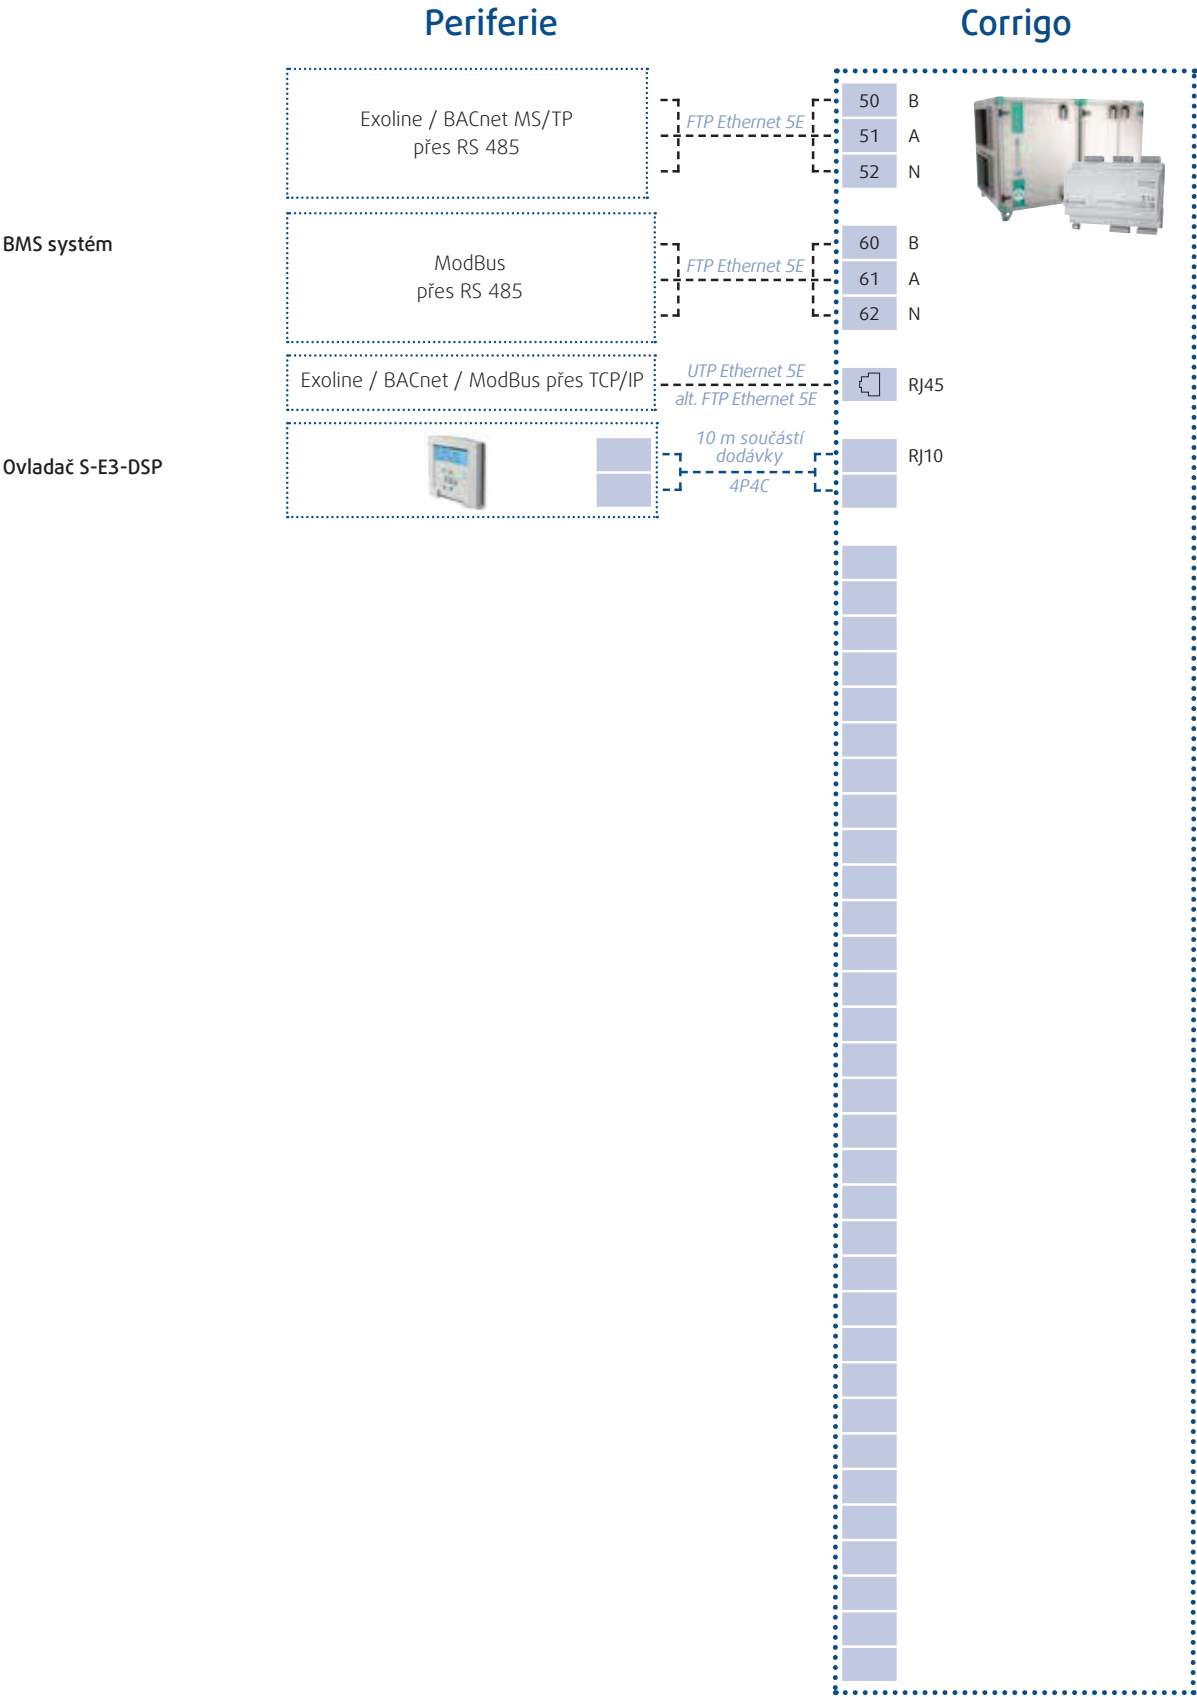 Periferie
Corrigo
Exoline / BACnet MS/TP
přes RS 485
FTP Ethernet 5E
50 B
51 A
52 N
BMS systém
ModBus
přes RS 485
FTP Ethernet 5E
60 B
61 A
62 N
Exoline / BACnet / ModBus přes TCP/IP
UTP Ethernet 5E
alt. FTP Ethernet 5E
RJ45
Ovladač S-E3-DSP
10 m součástí
dodávky
4P4C
RJ10